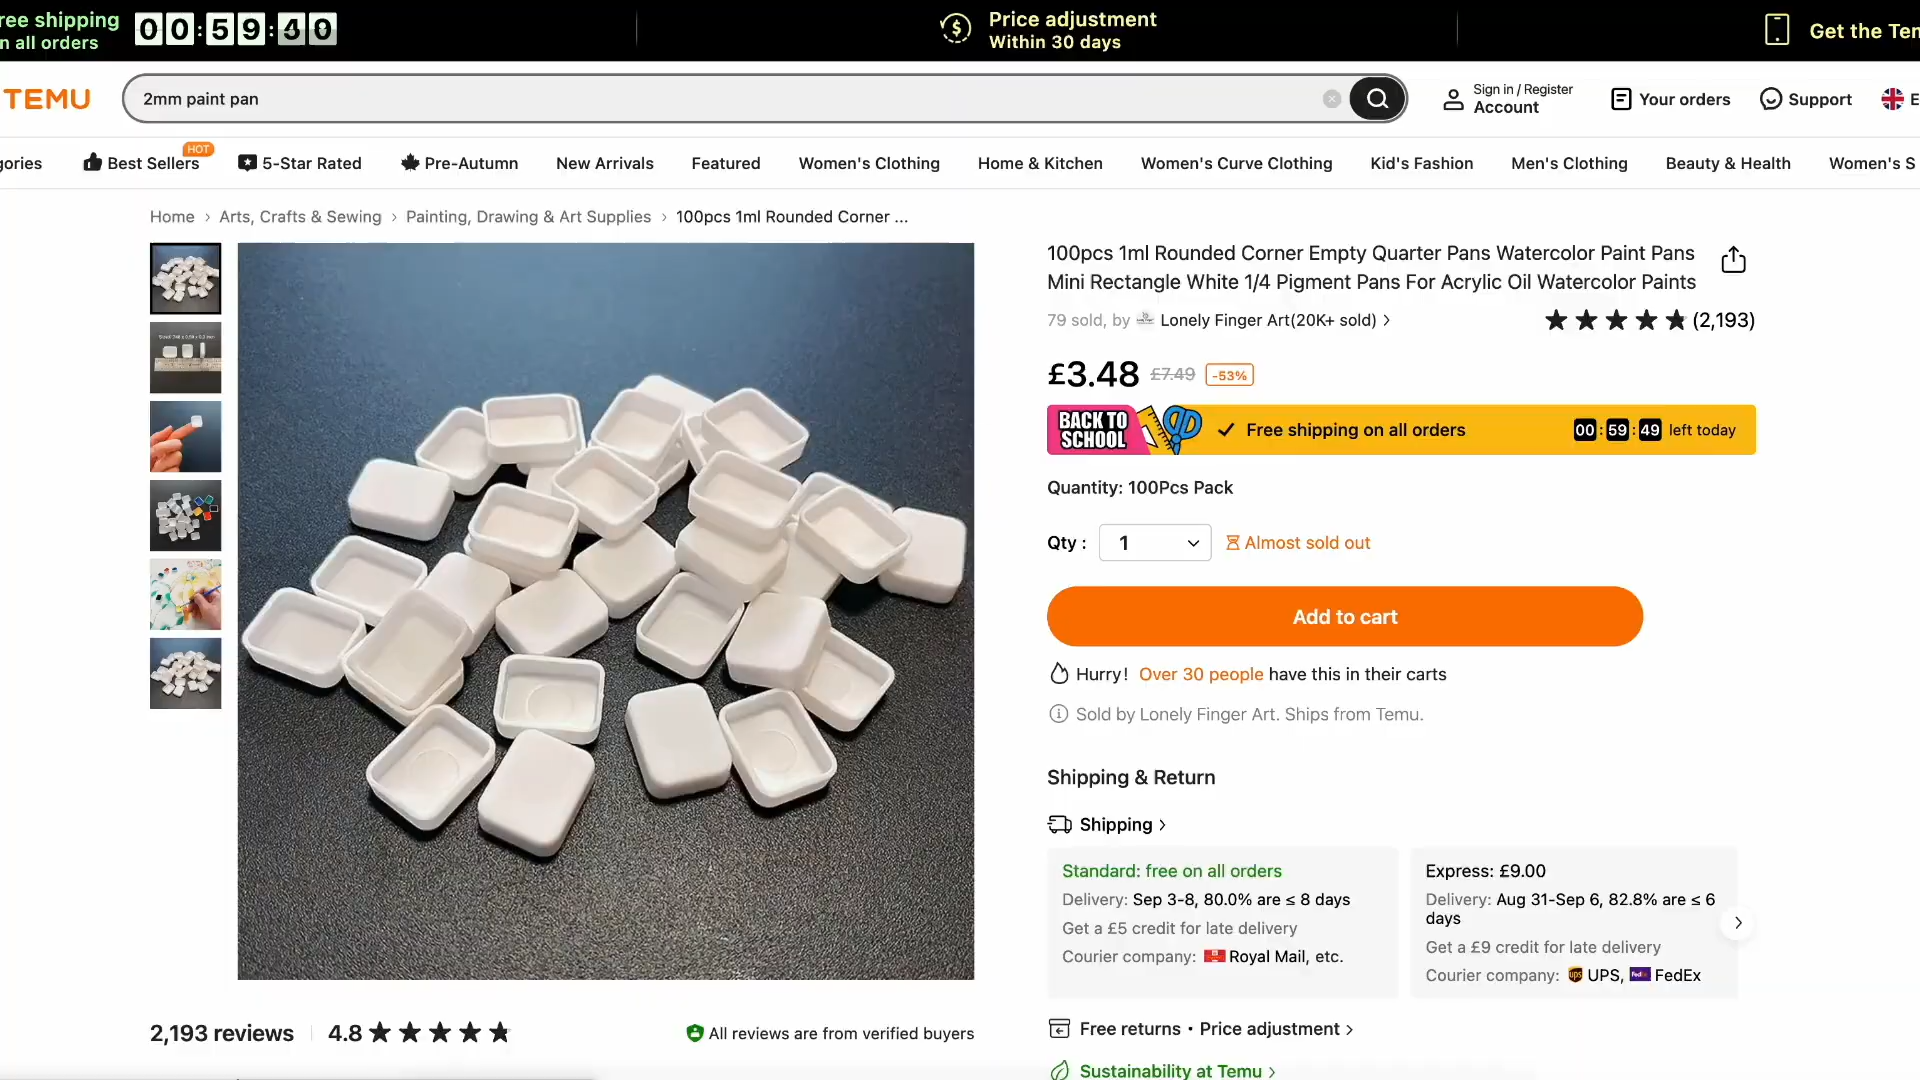 ree shipping
n all orders
00:59:40
Price adjustment
Within 30 days
Get the Tem
TEMU
2mm paint pan
Sign in / Register
Account
Your orders
Support
E
gories
Best Sellers
HOT
5-Star Rated
Pre-Autumn
New Arrivals
Featured
Women's Clothing
Home & Kitchen
Women's Curve Clothing
Kid's Fashion
Men's Clothing
Beauty & Health
Women's S
Home › Arts, Crafts & Sewing › Painting, Drawing & Art Supplies › 100pcs 1ml Rounded Corner ...
100pcs 1ml Rounded Corner Empty Quarter Pans Watercolor Paint Pans
Mini Rectangle White 1/4 Pigment Pans For Acrylic Oil Watercolor Paints
79 sold, by Lonely Finger Art(20K+ sold) ›
(2,193)
£3.48 £7.49 -53%
BACK TO
SCHOOL
Free shipping on all orders
00:59:49 left today
Quantity: 100Pcs Pack
Qty : 1
Almost sold out
Add to cart
Hurry! Over 30 people have this in their carts
Sold by Lonely Finger Art. Ships from Temu.
Shipping & Return
Shipping ›
Standard: free on all orders
Delivery: Sep 3-8, 80.0% are ≤ 8 days
Get a £5 credit for late delivery
Courier company: Royal Mail, etc.
Express: £9.00
Delivery: Aug 31-Sep 6, 82.8% are ≤ 6
days
Get a £9 credit for late delivery
Courier company: UPS, FedEx
2,193 reviews
4.8
All reviews are from verified buyers
Free returns • Price adjustment ›
Sustainability at Temu ›